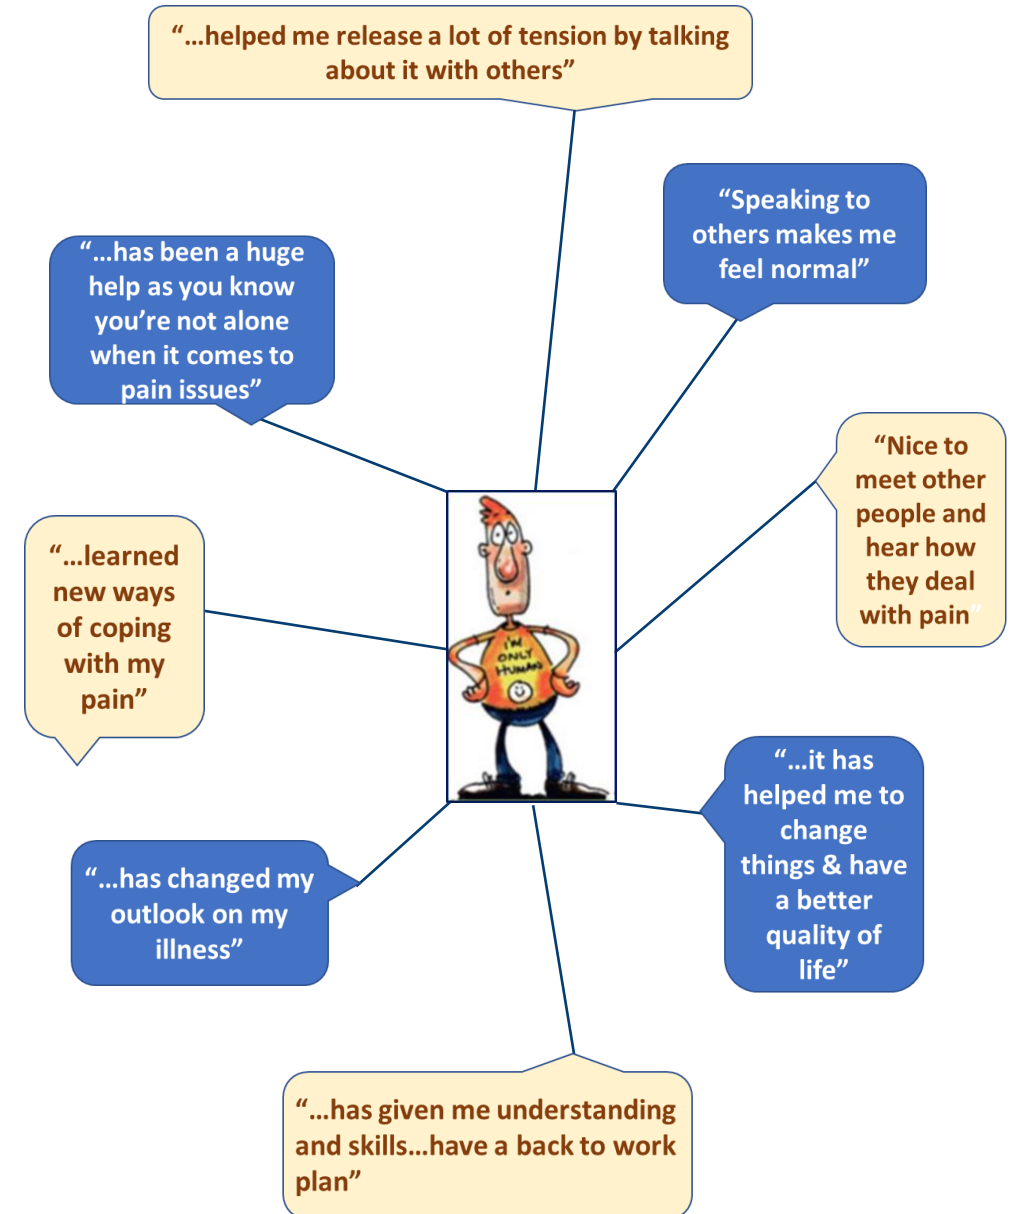 “…helped me release a lot of tension by talking
about it with others”
“Speaking to
others makes me
feel normal”
“…has been a huge
help as you know
you’re not alone
when it comes to
pain issues”
“Nice to
meet other
people and
hear how
they deal
with pain”
“…learned
new ways
of coping
with my
pain”
I'M
ONLY
HUMAN
“…it has
helped me to
change
things & have
a better
quality of
life”
“…has changed my
outlook on my
illness”
“…has given me understanding
and skills…have a back to work
plan”